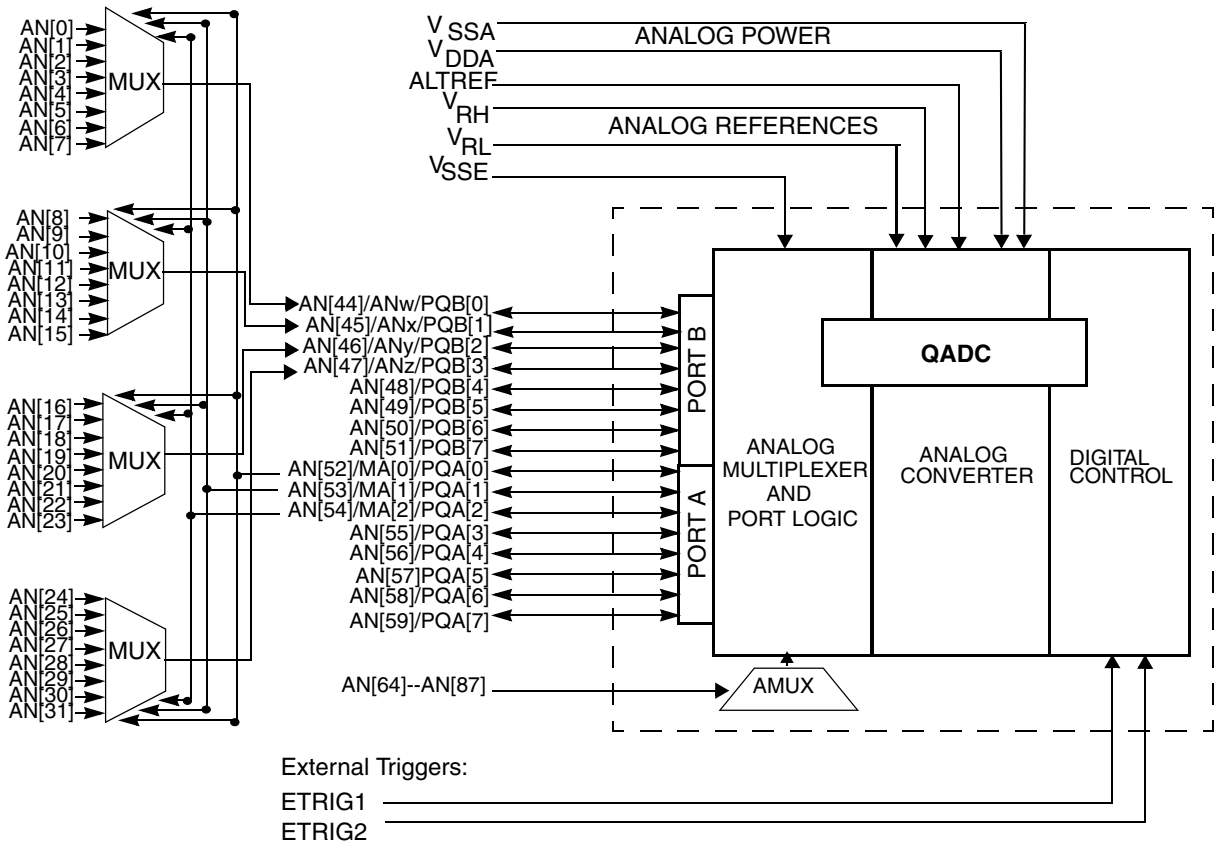 AN[0]
AN[1]
AN[2]
AN[3]
AN[4]
AN[5]
AN[6]
AN[7]
MUX
AN[8]
AN[9]
AN[10]
AN[11]
AN[12]
AN[13]
AN[14]
AN[15]
MUX
AN[16]
AN[17]
AN[18]
AN[19]
AN[20]
AN[21]
AN[22]
AN[23]
MUX
AN[24]
AN[25]
AN[26]
AN[27]
AN[28]
AN[29]
AN[30]
AN[31]
MUX
VSSA
VDDA
ANALOG POWER
ALTREF
VRH
VRL
ANALOG REFERENCES
VSSE
AN[44]/ANw/PQB[0]
AN[45]/ANx/PQB[1]
AN[46]/ANy/PQB[2]
AN[47]/ANz/PQB[3]
AN[48]/PQB[4]
AN[49]/PQB[5]
AN[50]/PQB[6]
AN[51]/PQB[7]
AN[52]/MA[0]/PQA[0]
AN[53]/MA[1]/PQA[1]
AN[54]/MA[2]/PQA[2]
AN[55]/PQA[3]
AN[56]/PQA[4]
AN[57]PQA[5]
AN[58]/PQA[6]
AN[59]/PQA[7]
PORT B
PORT A
QADC
ANALOG
MULTIPLEXER
AND
PORT LOGIC
ANALOG
CONVERTER
DIGITAL
CONTROL
AN[64]--AN[87]
AMUX
External Triggers:
ETRIG1
ETRIG2